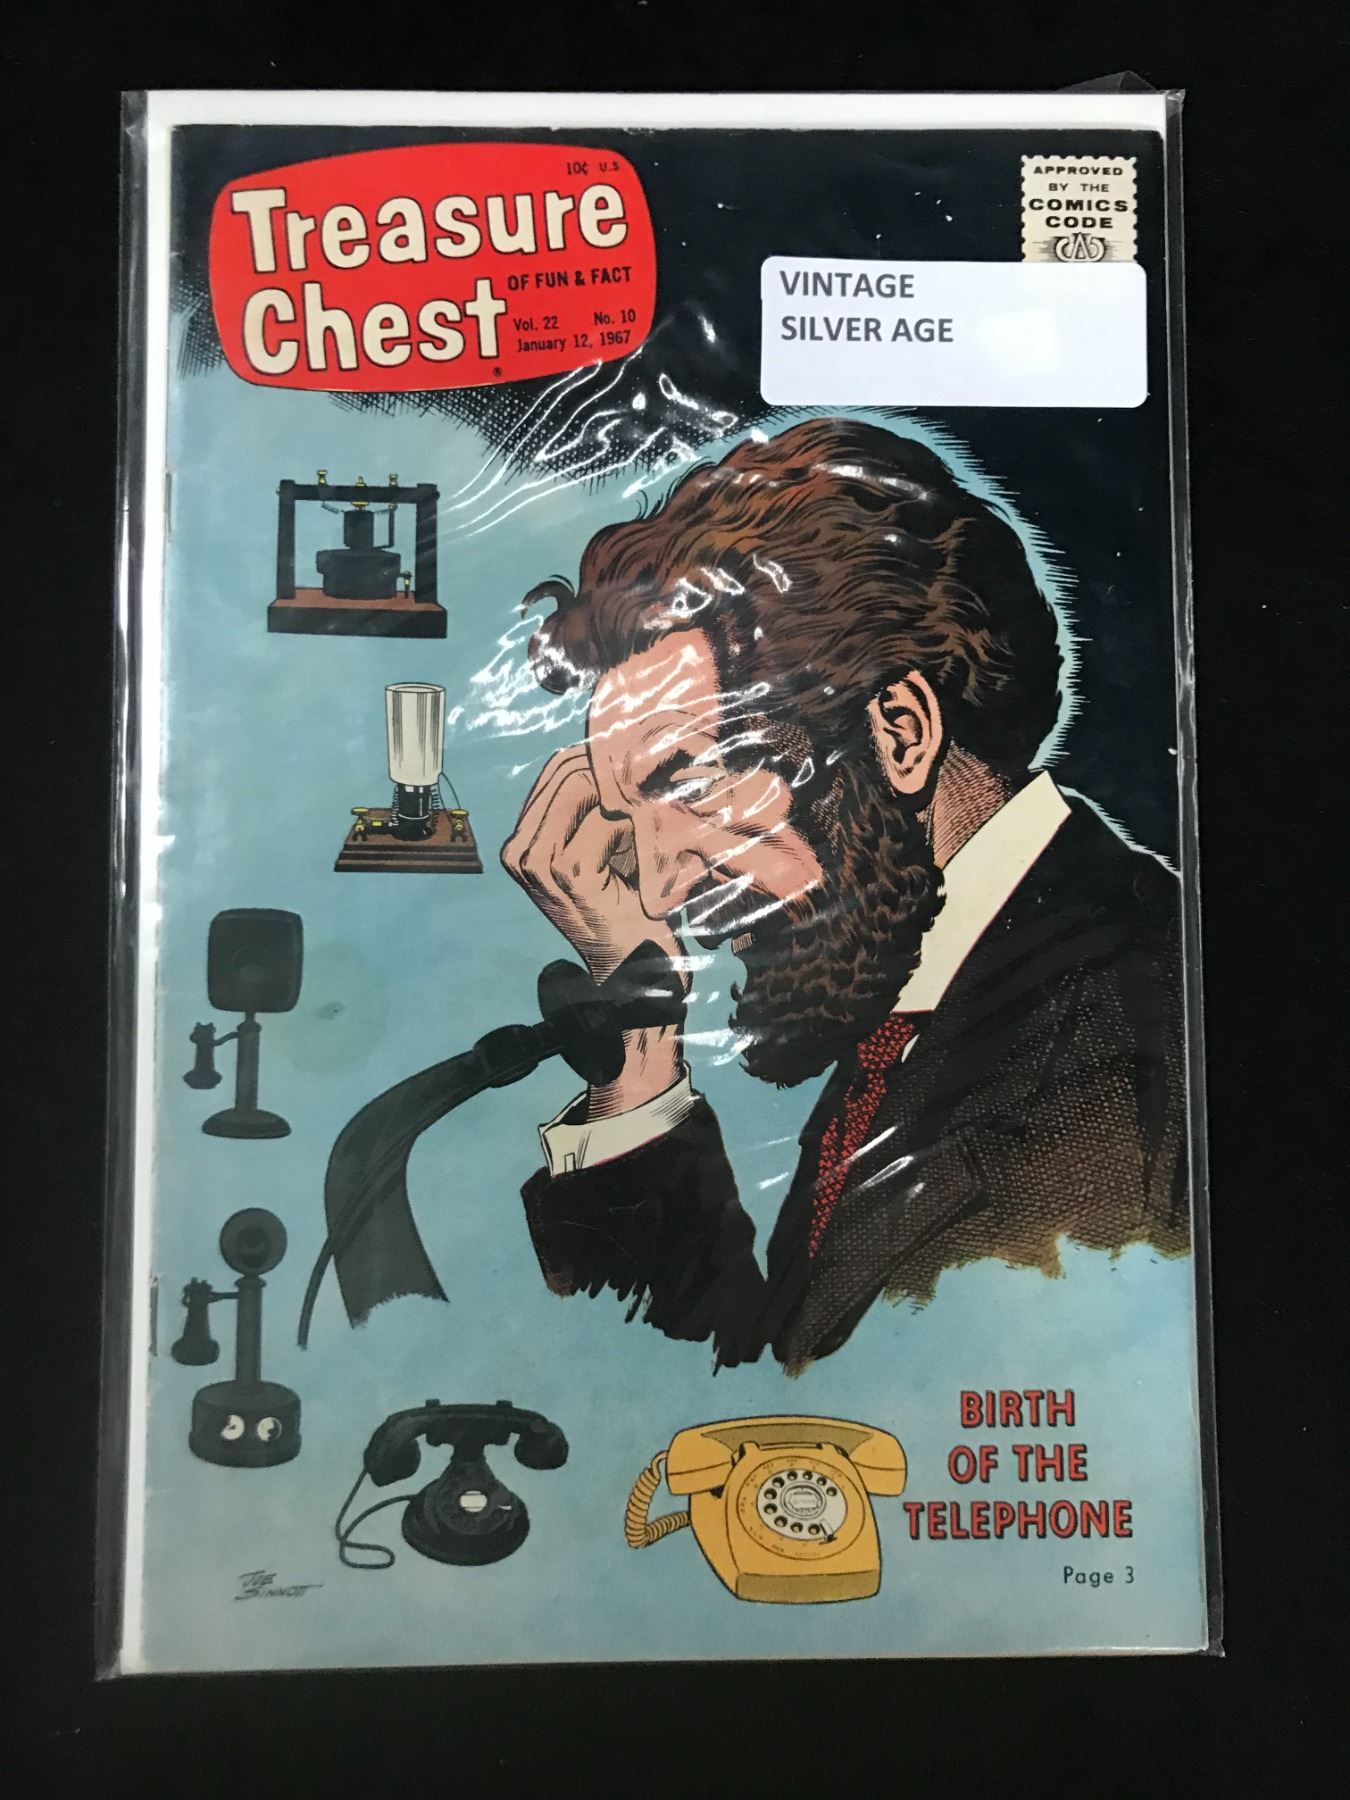 10¢ U.S.
Treasure
Chest
OF FUN & FACT
Vol. 22 No. 10
January 12, 1967
®
APPROVED
BY THE
COMICS
CODE
VINTAGE
SILVER AGE
BIRTH
OF THE
TELEPHONE
Page 3
JOE
SINNOTT